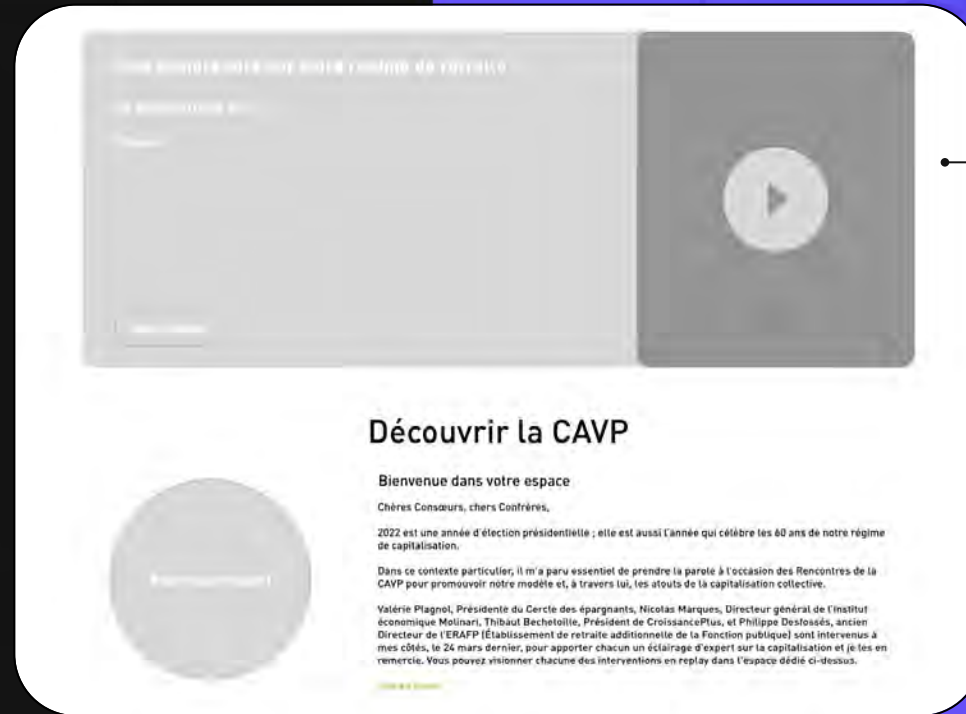 régime de retraite
Découvrir la CAVP
Bienvenue dans votre espace
Chères Consœurs, chers Confrères,
2022 est une année d'élection présidentielle ; elle est aussi l'année qui célèbre les 60 ans de notre régime
de capitalisation.
Dans ce contexte particulier, il m'a paru essentiel de prendre la parole à l'occasion des Rencontres de la
CAVP pour promouvoir notre modèle et, à travers lui, les atouts de la capitalisation collective.
Valérie Plagnol, Présidente du Cercle des épargnants, Nicolas Marques, Directeur général de l'Institut
économique Molinari, Thibaut Bechetoille, Président de CroissancePlus, et Philippe Desfossés, ancien
Directeur de l'ERAFP (Établissement de retraite additionnelle de la Fonction publique) sont intervenus à
mes côtés, le 24 mars dernier, pour apporter chacun un éclairage d'expert sur la capitalisation et je les en
remercie. Vous pouvez visionner chacune des interventions en replay dans l'espace dédié ci-dessus.